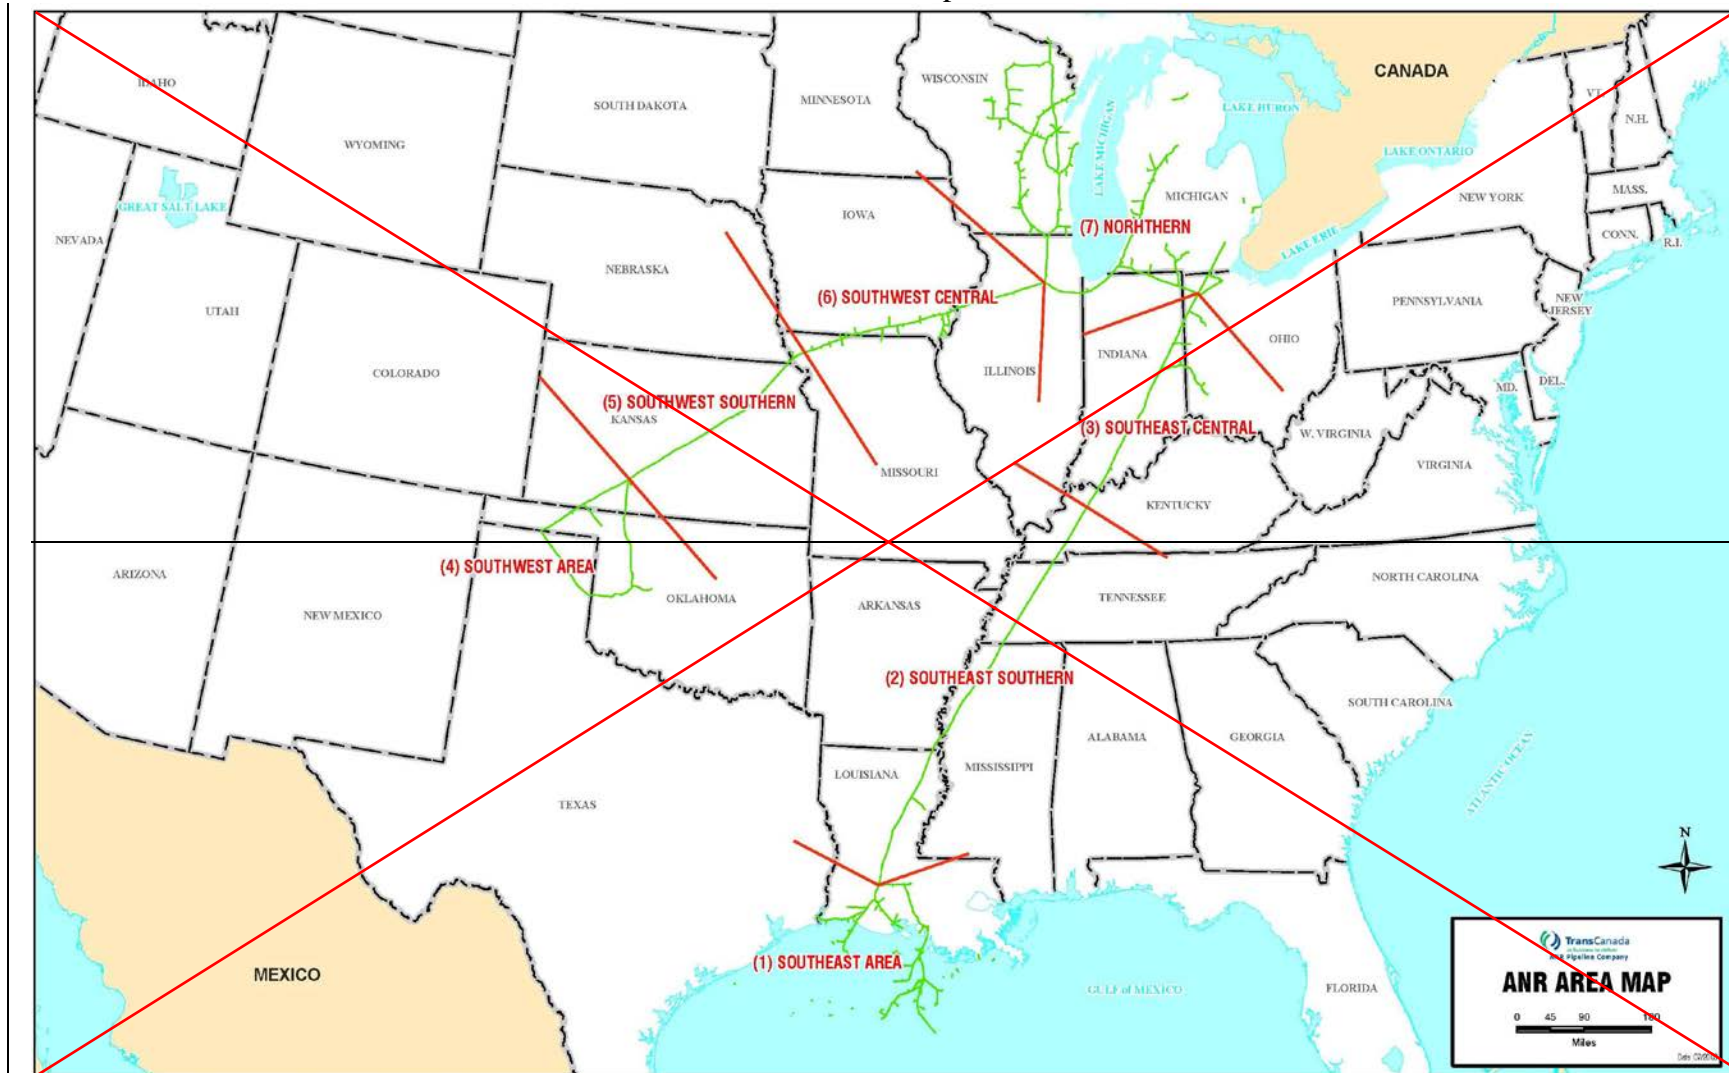 CANADA
WISCONSIN
IDAHO
MINNESOTA
SOUTH DAKOTA
LAKE HURON
VT.
N.H.
WYOMING
LAKE MICHIGAN
LAKE ONTARIO
MICHIGAN
NEW YORK
MASS.
GREAT SALT LAKE
IOWA
(7) NORHTHERN
CONN.
R.I.
NEVADA
LAKE ERIE
NEBRASKA
(6) SOUTHWEST CENTRAL
PENNSYLVANIA
NEW
JERSEY
UTAH
OHIO
INDIANA
ILLINOIS
COLORADO
MD.
DEL.
(5) SOUTHWEST SOUTHERN
KANSAS
(3) SOUTHEAST CENTRAL
W. VIRGINIA
VIRGINIA
MISSOURI
KENTUCKY
(4) SOUTHWEST AREA
ARIZONA
NORTH CAROLINA
OKLAHOMA
ARKANSAS
TENNESSEE
NEW MEXICO
(2) SOUTHEAST SOUTHERN
SOUTH CAROLINA
ALABAMA
GEORGIA
MISSISSIPPI
LOUISIANA
ATLANTIC OCEAN
TEXAS
N
(1) SOUTHEAST AREA
MEXICO
GULF of MEXICO
FLORIDA
TransCanada
ANR Pipeline Company
ANR AREA MAP
0 45 90 180
Miles